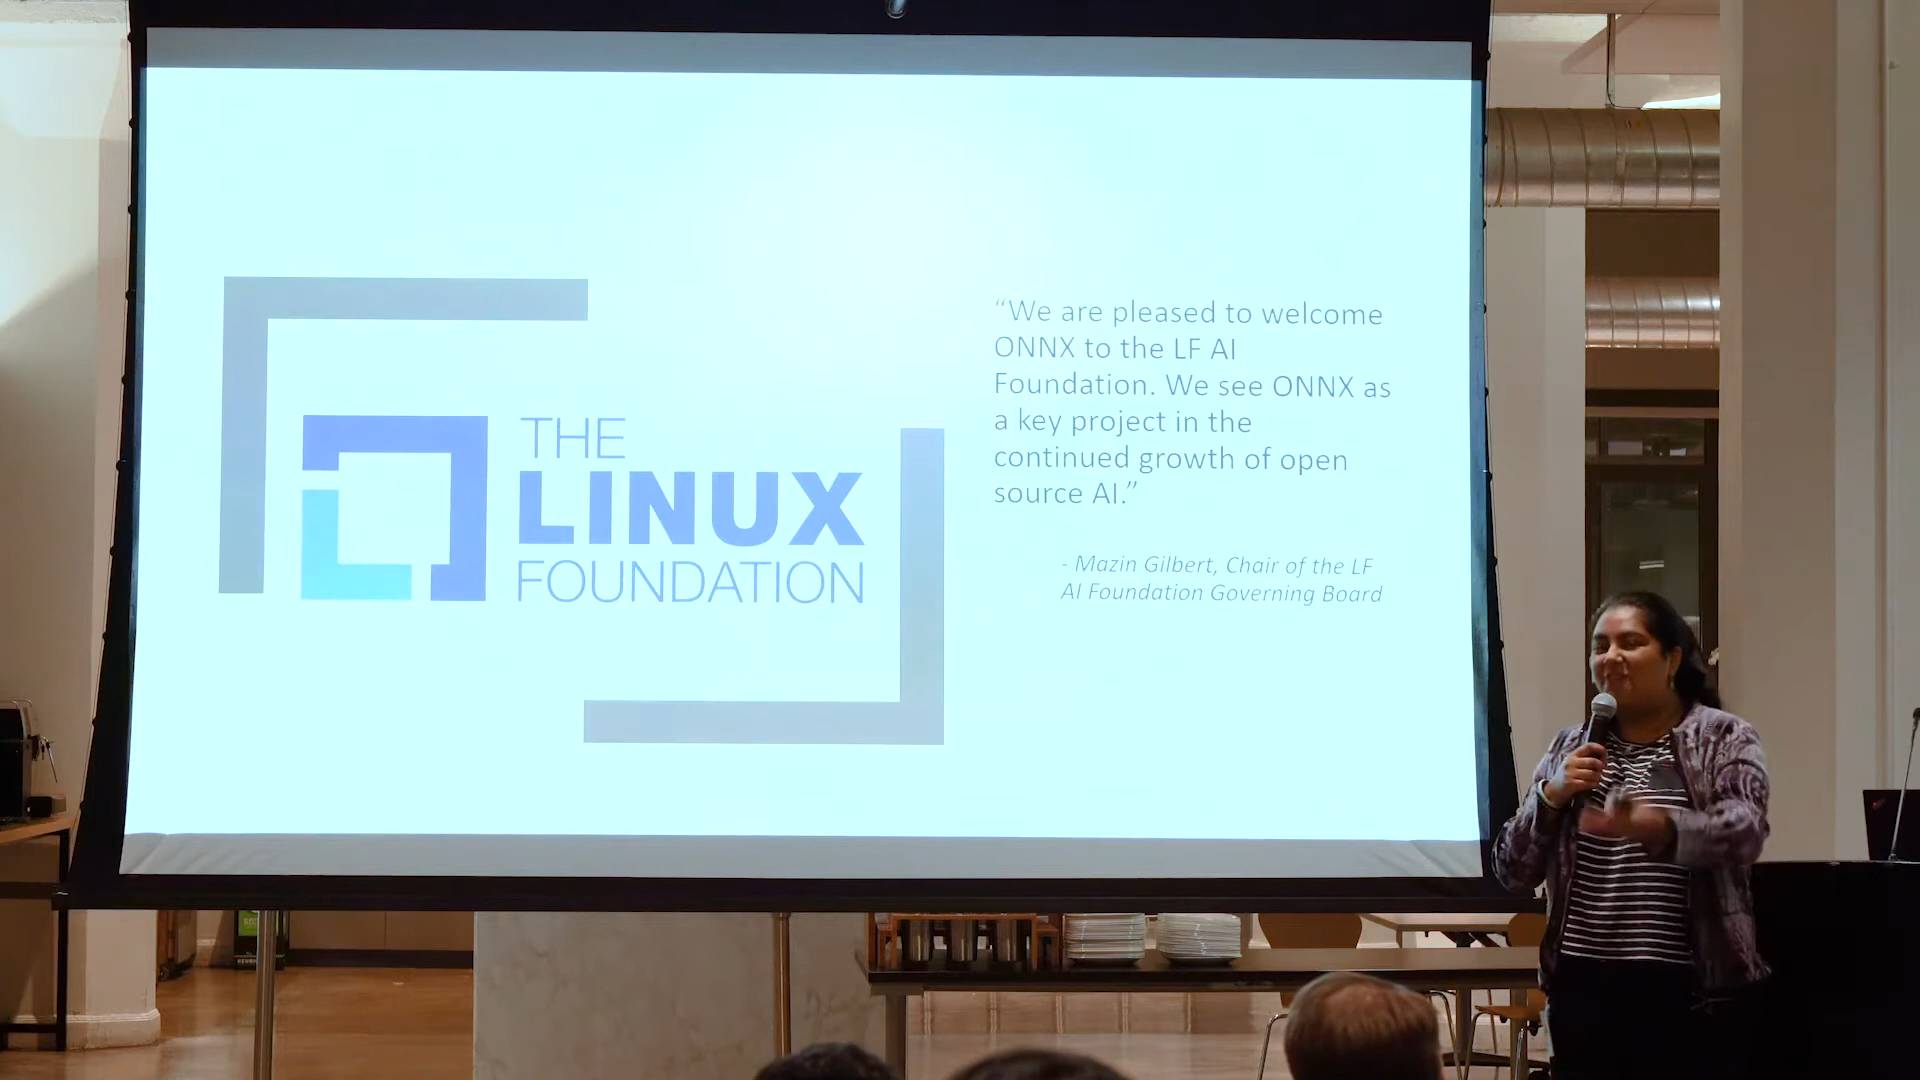 THE
LINUX
FOUNDATION
“We are pleased to welcome
ONNX to the LF AI
Foundation. We see ONNX as
a key project in the
continued growth of open
source AI.”
- Mazin Gilbert, Chair of the LF
AI Foundation Governing Board